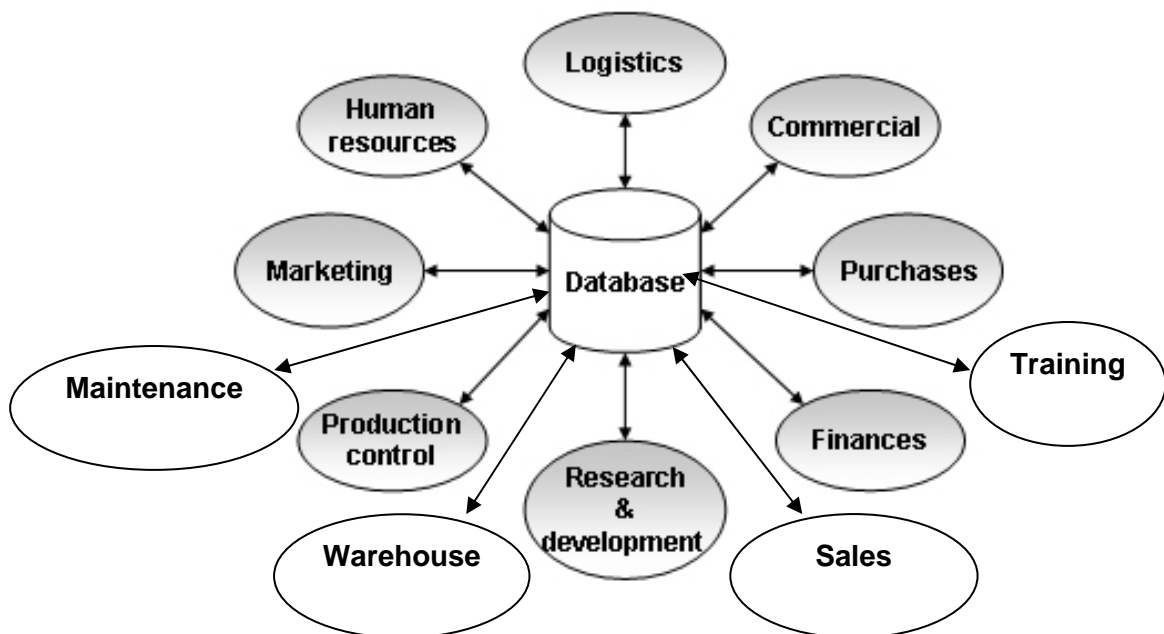 Logistics
Human
resources
Commercial
Marketing
Database
Purchases
Maintenance
Training
Production
control
Finances
Research
&
development
Warehouse
Sales